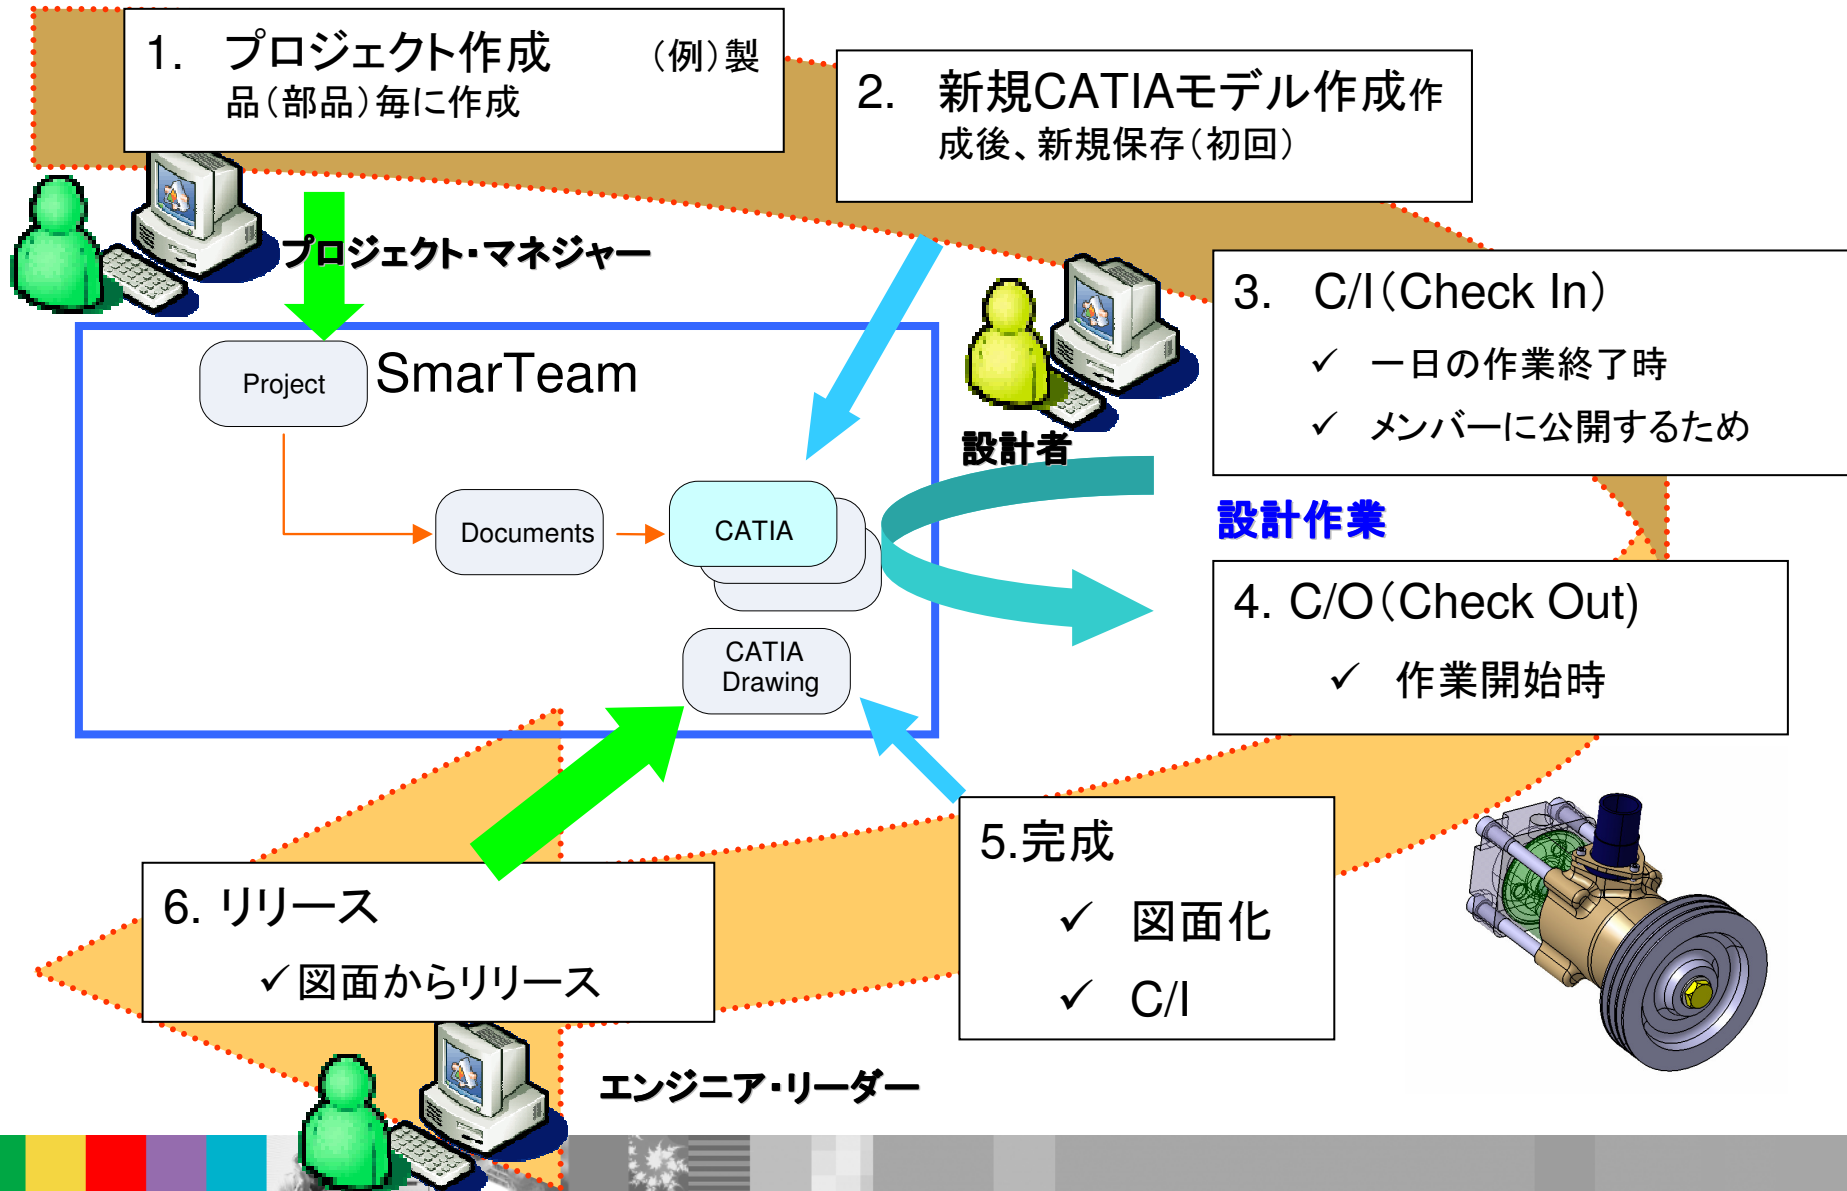 1. プロジェクト作成 （例）製
品（部品）毎に作成
2. 新規CATIAモデル作成作
成後、新規保存（初回）
プロジェクト・マネジャー
3. C/I（Check In）
✓ 一日の作業終了時
✓ メンバーに公開するため
SmarTeam
Project
設計者
Documents
CATIA
設計作業
4. C/O（Check Out)
✓ 作業開始時
CATIA
Drawing
5.完成
✓ 図面化
✓ C/I
6. リリース
✓図面からリリース
エンジニア・リーダー